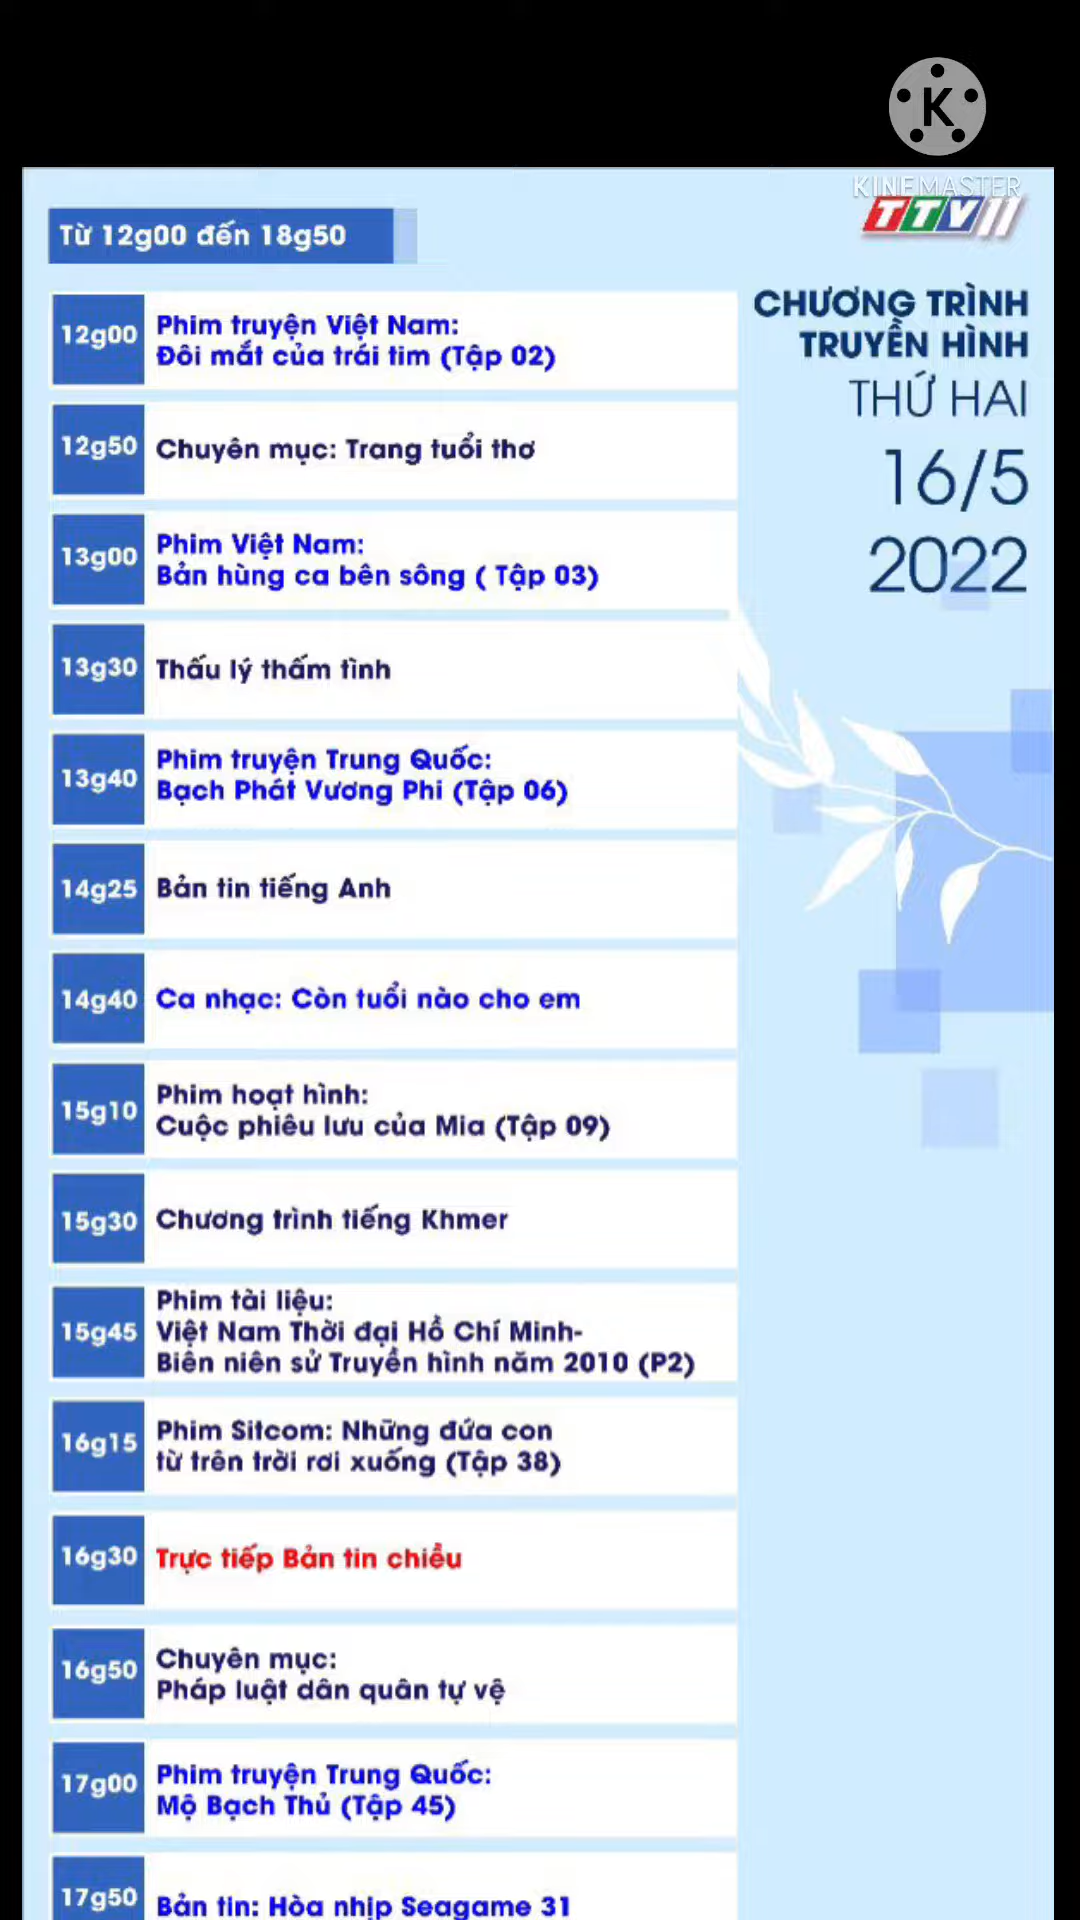 KINEMASTER
TTV11
Từ 12g00 đến 18g50
CHƯƠNG TRÌNH
TRUYỀN HÌNH
THỨ HAI
16/5
2022
12g00
Phim truyện Việt Nam:
Đôi mắt của trái tim (Tập 02)
12g50
Chuyên mục: Trang tuổi thơ
13g00
Phim Việt Nam:
Bản hùng ca bên sông ( Tập 03)
13g30
Thấu lý thấm tình
13g40
Phim truyện Trung Quốc:
Bạch Phát Vương Phi (Tập 06)
14g25
Bản tin tiếng Anh
14g40
Ca nhạc: Còn tuổi nào cho em
15g10
Phim hoạt hình:
Cuộc phiêu lưu của Mia (Tập 09)
15g30
Chương trình tiếng Khmer
15g45
Phim tài liệu:
Việt Nam Thời đại Hồ Chí Minh-
Biên niên sử Truyền hình năm 2010 (P2)
16g15
Phim Sitcom: Những đứa con
từ trên trời rơi xuống (Tập 38)
16g30
Trực tiếp Bản tin chiều
16g50
Chuyên mục:
Pháp luật dân quân tự vệ
17g00
Phim truyện Trung Quốc:
Mộ Bạch Thủ (Tập 45)
17g50
Bản tin: Hòa nhịp Seagame 31